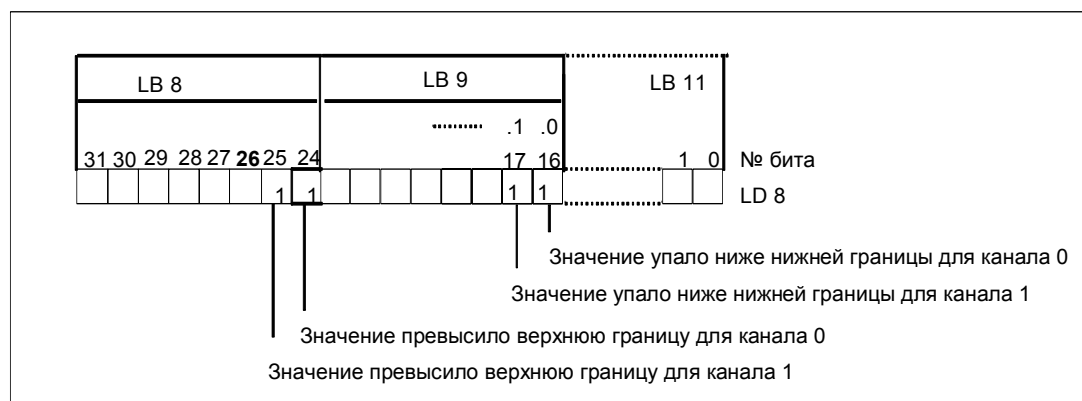 LB 8 LB 9 LB 11
.1 .0
31 30 29 28 27 26 25 24 17 16 1 0 № бита
1 1 1 1 LD 8
Значение упало ниже нижней границы для канала 0
Значение упало ниже нижней границы для канала 1
Значение превысило верхнюю границу для канала 0
Значение превысило верхнюю границу для канала 1